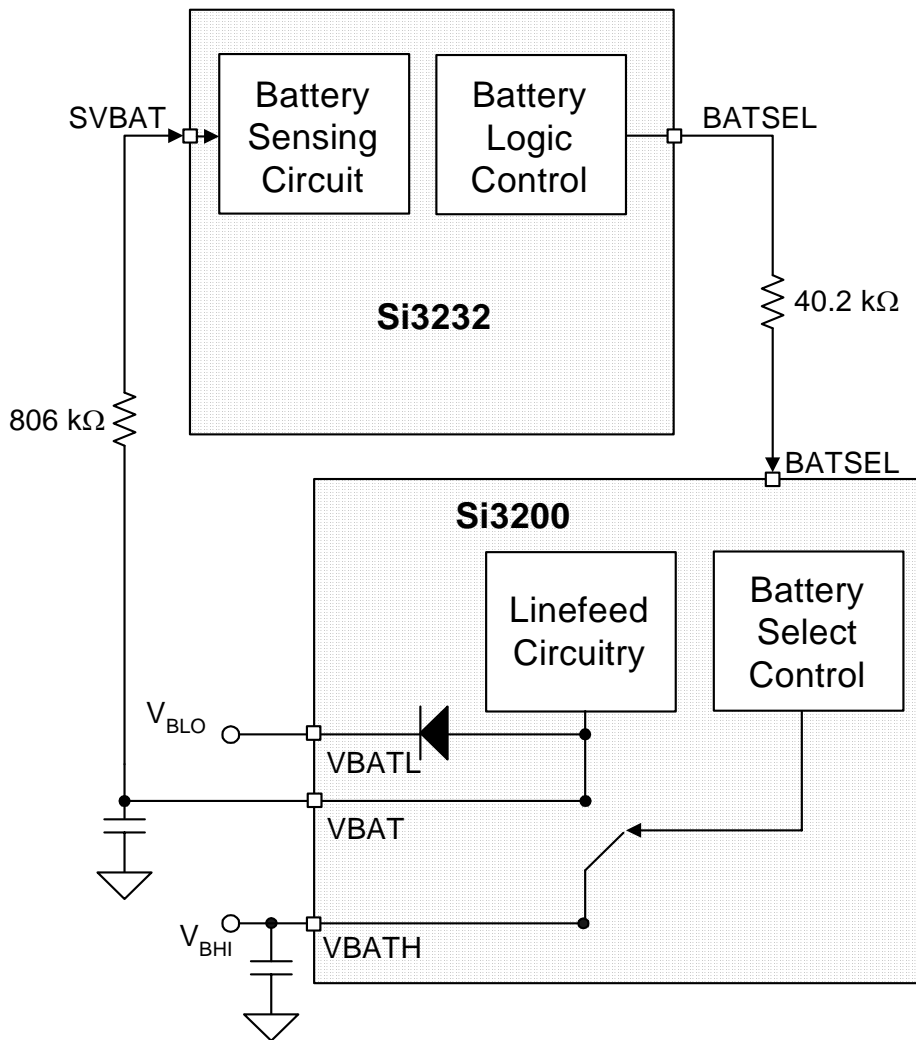 Battery
Sensing
Circuit
Battery
Logic
Control
SVBAT
BATSEL
Si3232
40.2 kΩ
806 kΩ
BATSEL
Si3200
Linefeed
Circuitry
Battery
Select
Control
VBLO
VBATL
VBAT
VBHI
VBATH